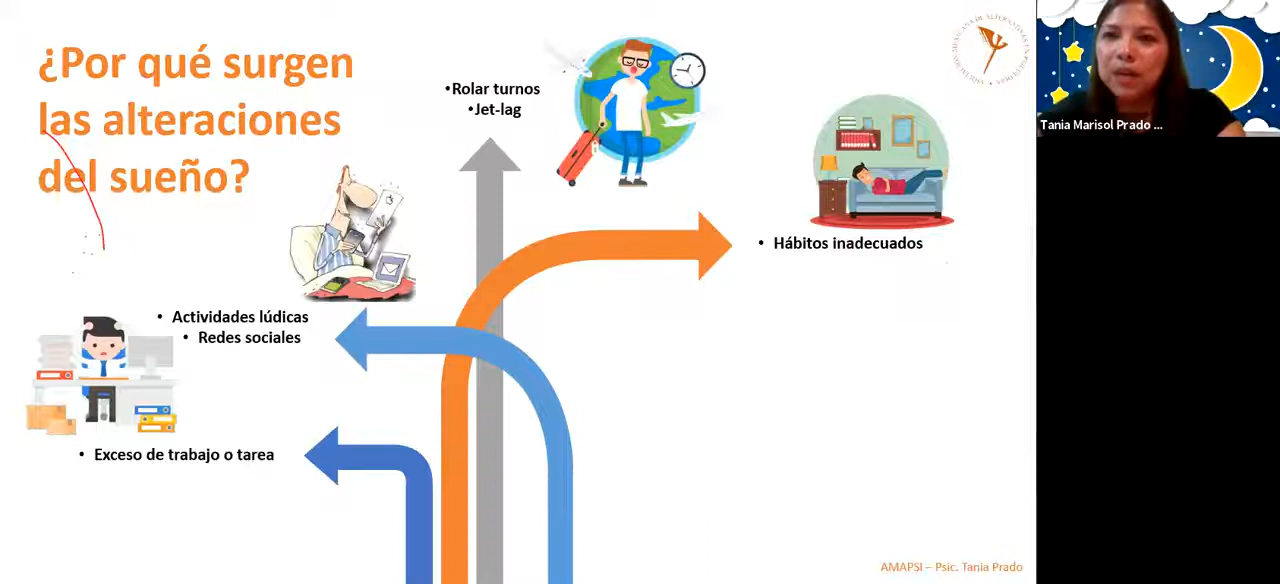 ¿Por qué surgen
las alteraciones
del sueño?
•Rolar turnos
•Jet-lag
• Hábitos inadecuados
• Actividades lúdicas
• Redes sociales
• Exceso de trabajo o tarea
Tania Marisol Prado ...
AMAPSI – Psic. Tania Prado